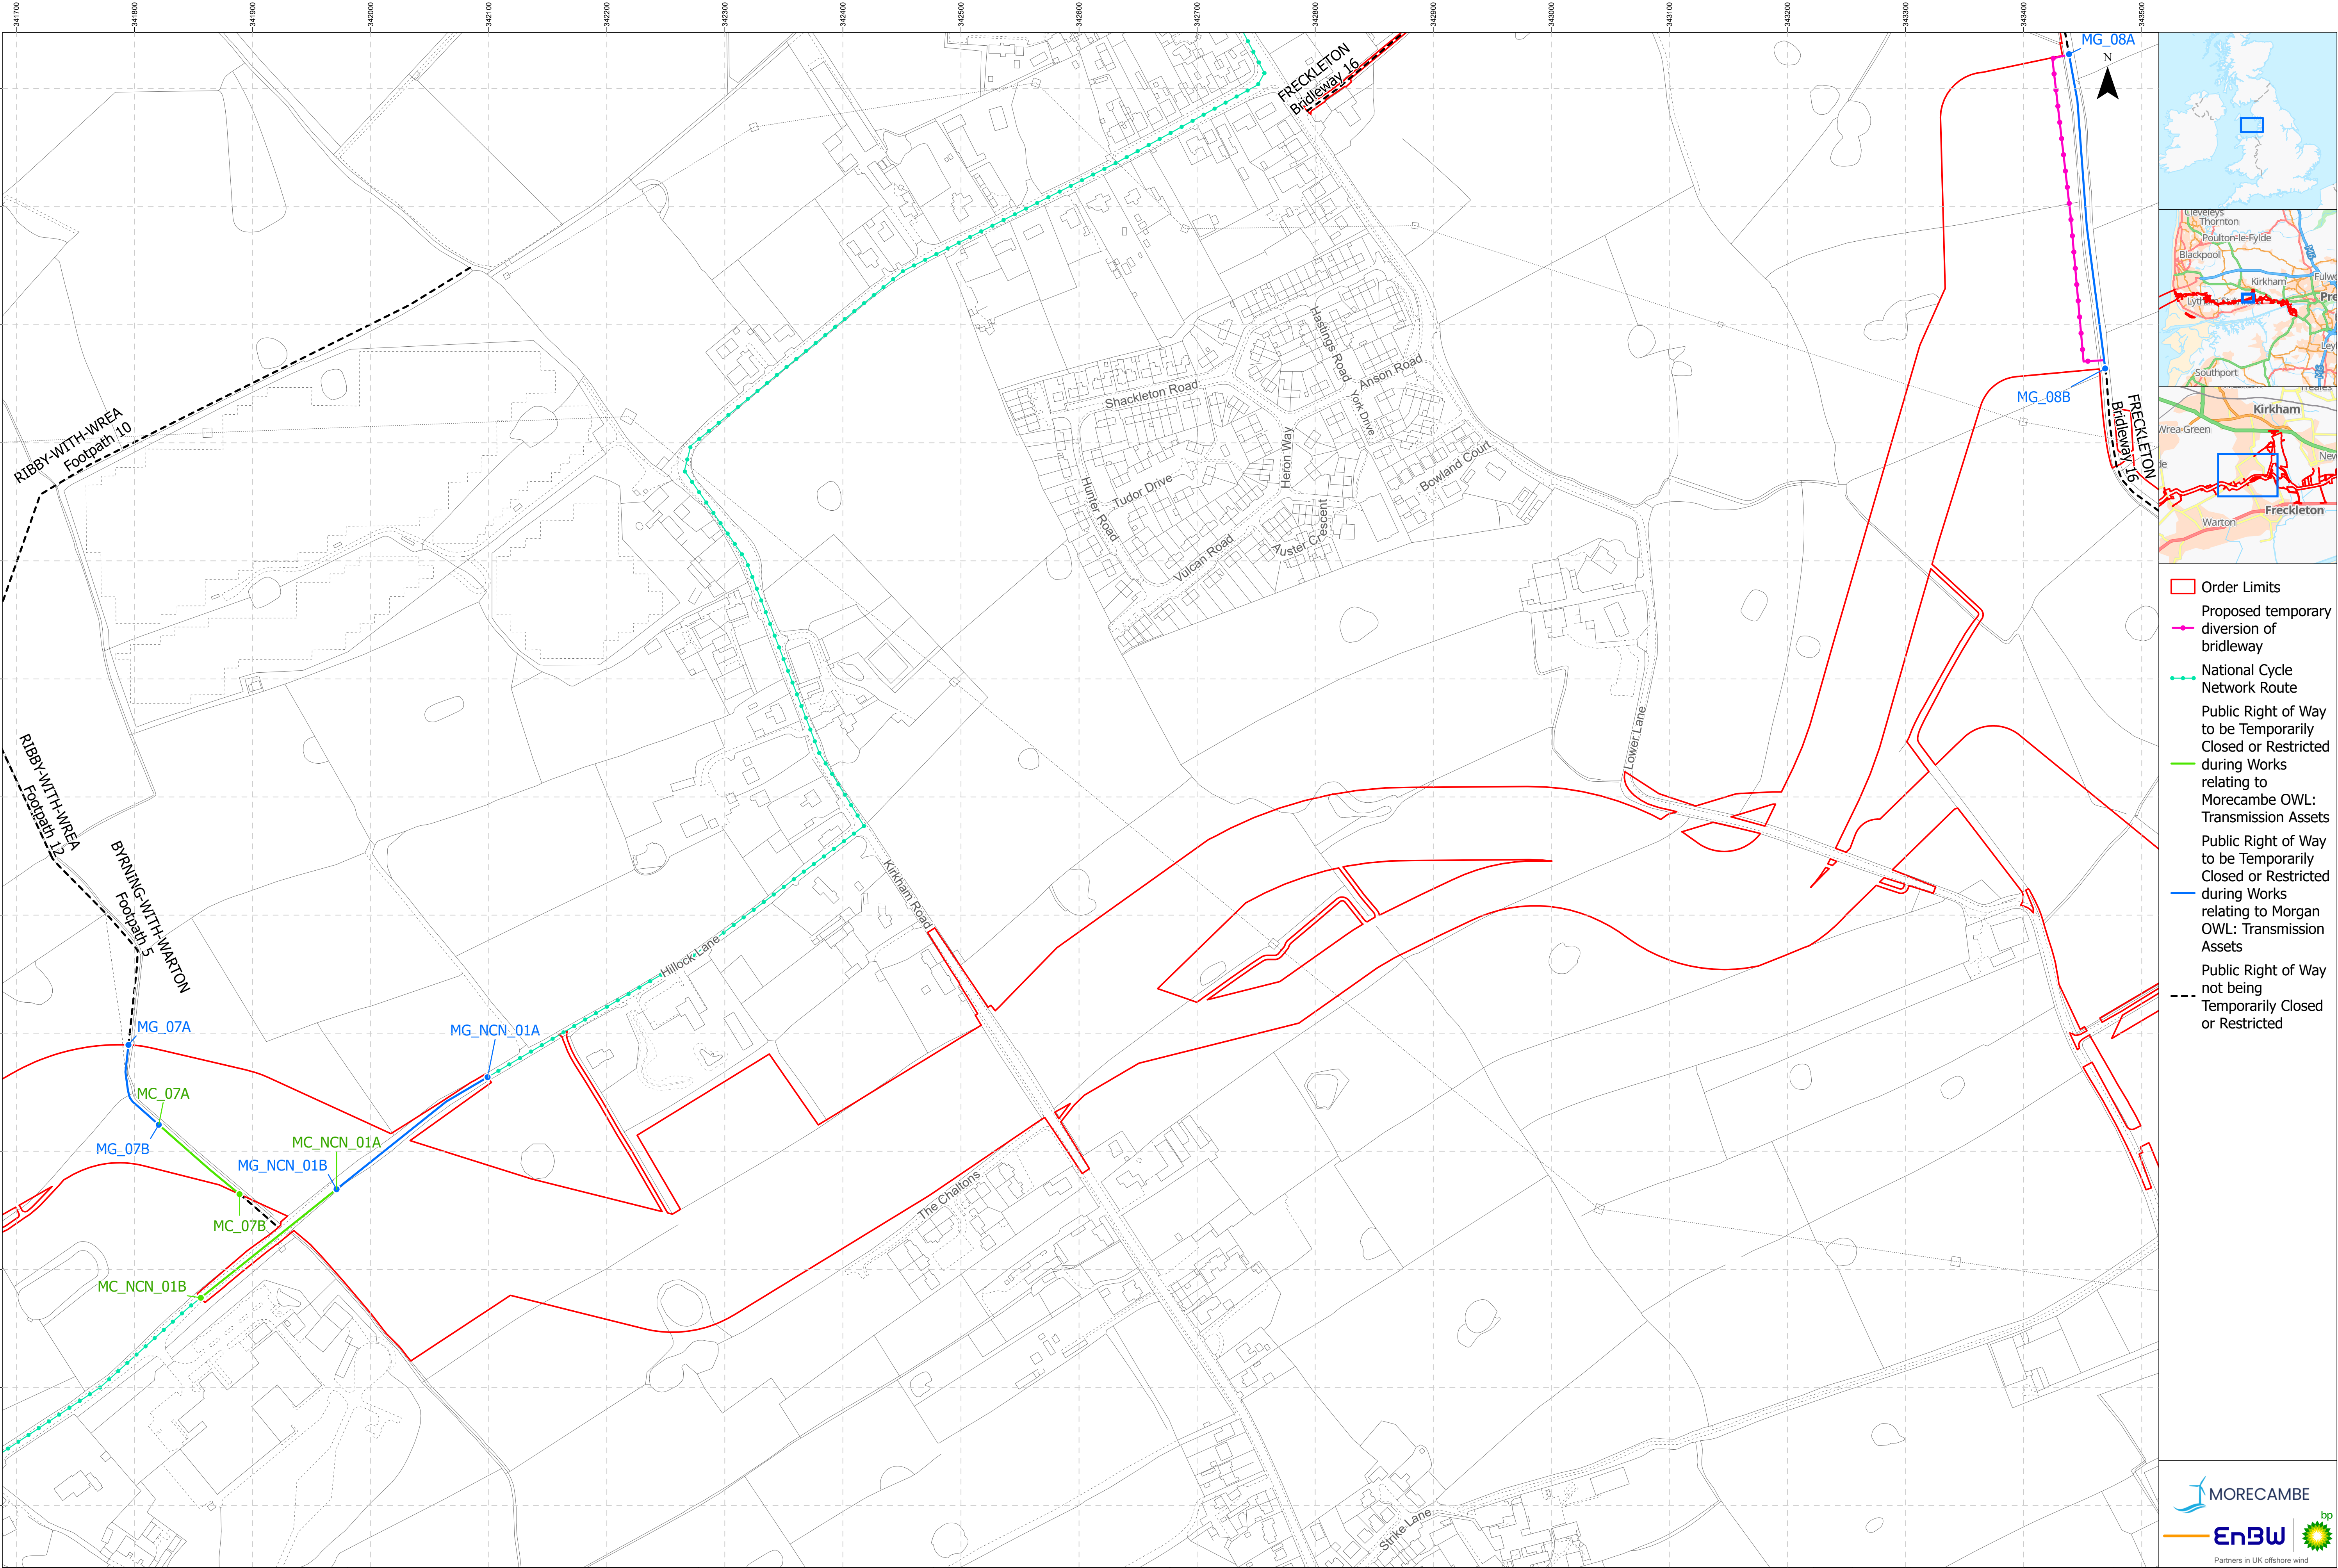 341700
341800
341900
342000
342100
342200
342300
342400
342500
342600
342700
342800
342900
343000
343100
343200
343300
343400
343500
MG_08A
N
FRECKLETON
Bridleway 16
MG_08B
FRECKLETON
Bridleway 16
Hastings Road
Anson Road
Shackleton Road
York Drive
Heron Way
Bowland Court
Tudor Drive
Hunter Road
Auster Crescent
Vulcan Road
RIBBY-WITH-WREA
Footpath 10
RIBBY-WITH-WREA
Footpath 12
BYRNING-WITH-WARTON
Footpath 5
Lower Lane
Kirkham Road
Hillock Lane
MG_07A
MG_NCN_01A
MC_07A
MG_07B
MC_NCN_01A
MG_NCN_01B
MC_07B
MC_NCN_01B
The Chaltons
Strike Lane
Cleveleys
Thornton
Poulton-le-Fylde
Blackpool
M6
Kirkham
Fulwo
Pre
Leyl
M6
Southport
Kirkham
Wrea Green
New
de
Freckleton
Warton
Order Limits
Proposed temporary
diversion of
bridleway
National Cycle
Network Route
Public Right of Way
to be Temporarily
Closed or Restricted
during Works
relating to
Morecambe OWL:
Transmission Assets
Public Right of Way
to be Temporarily
Closed or Restricted
during Works
relating to Morgan
OWL: Transmission
Assets
Public Right of Way
not being
Temporarily Closed
or Restricted
MORECAMBE
EnBW
bp
Partners in UK offshore wind